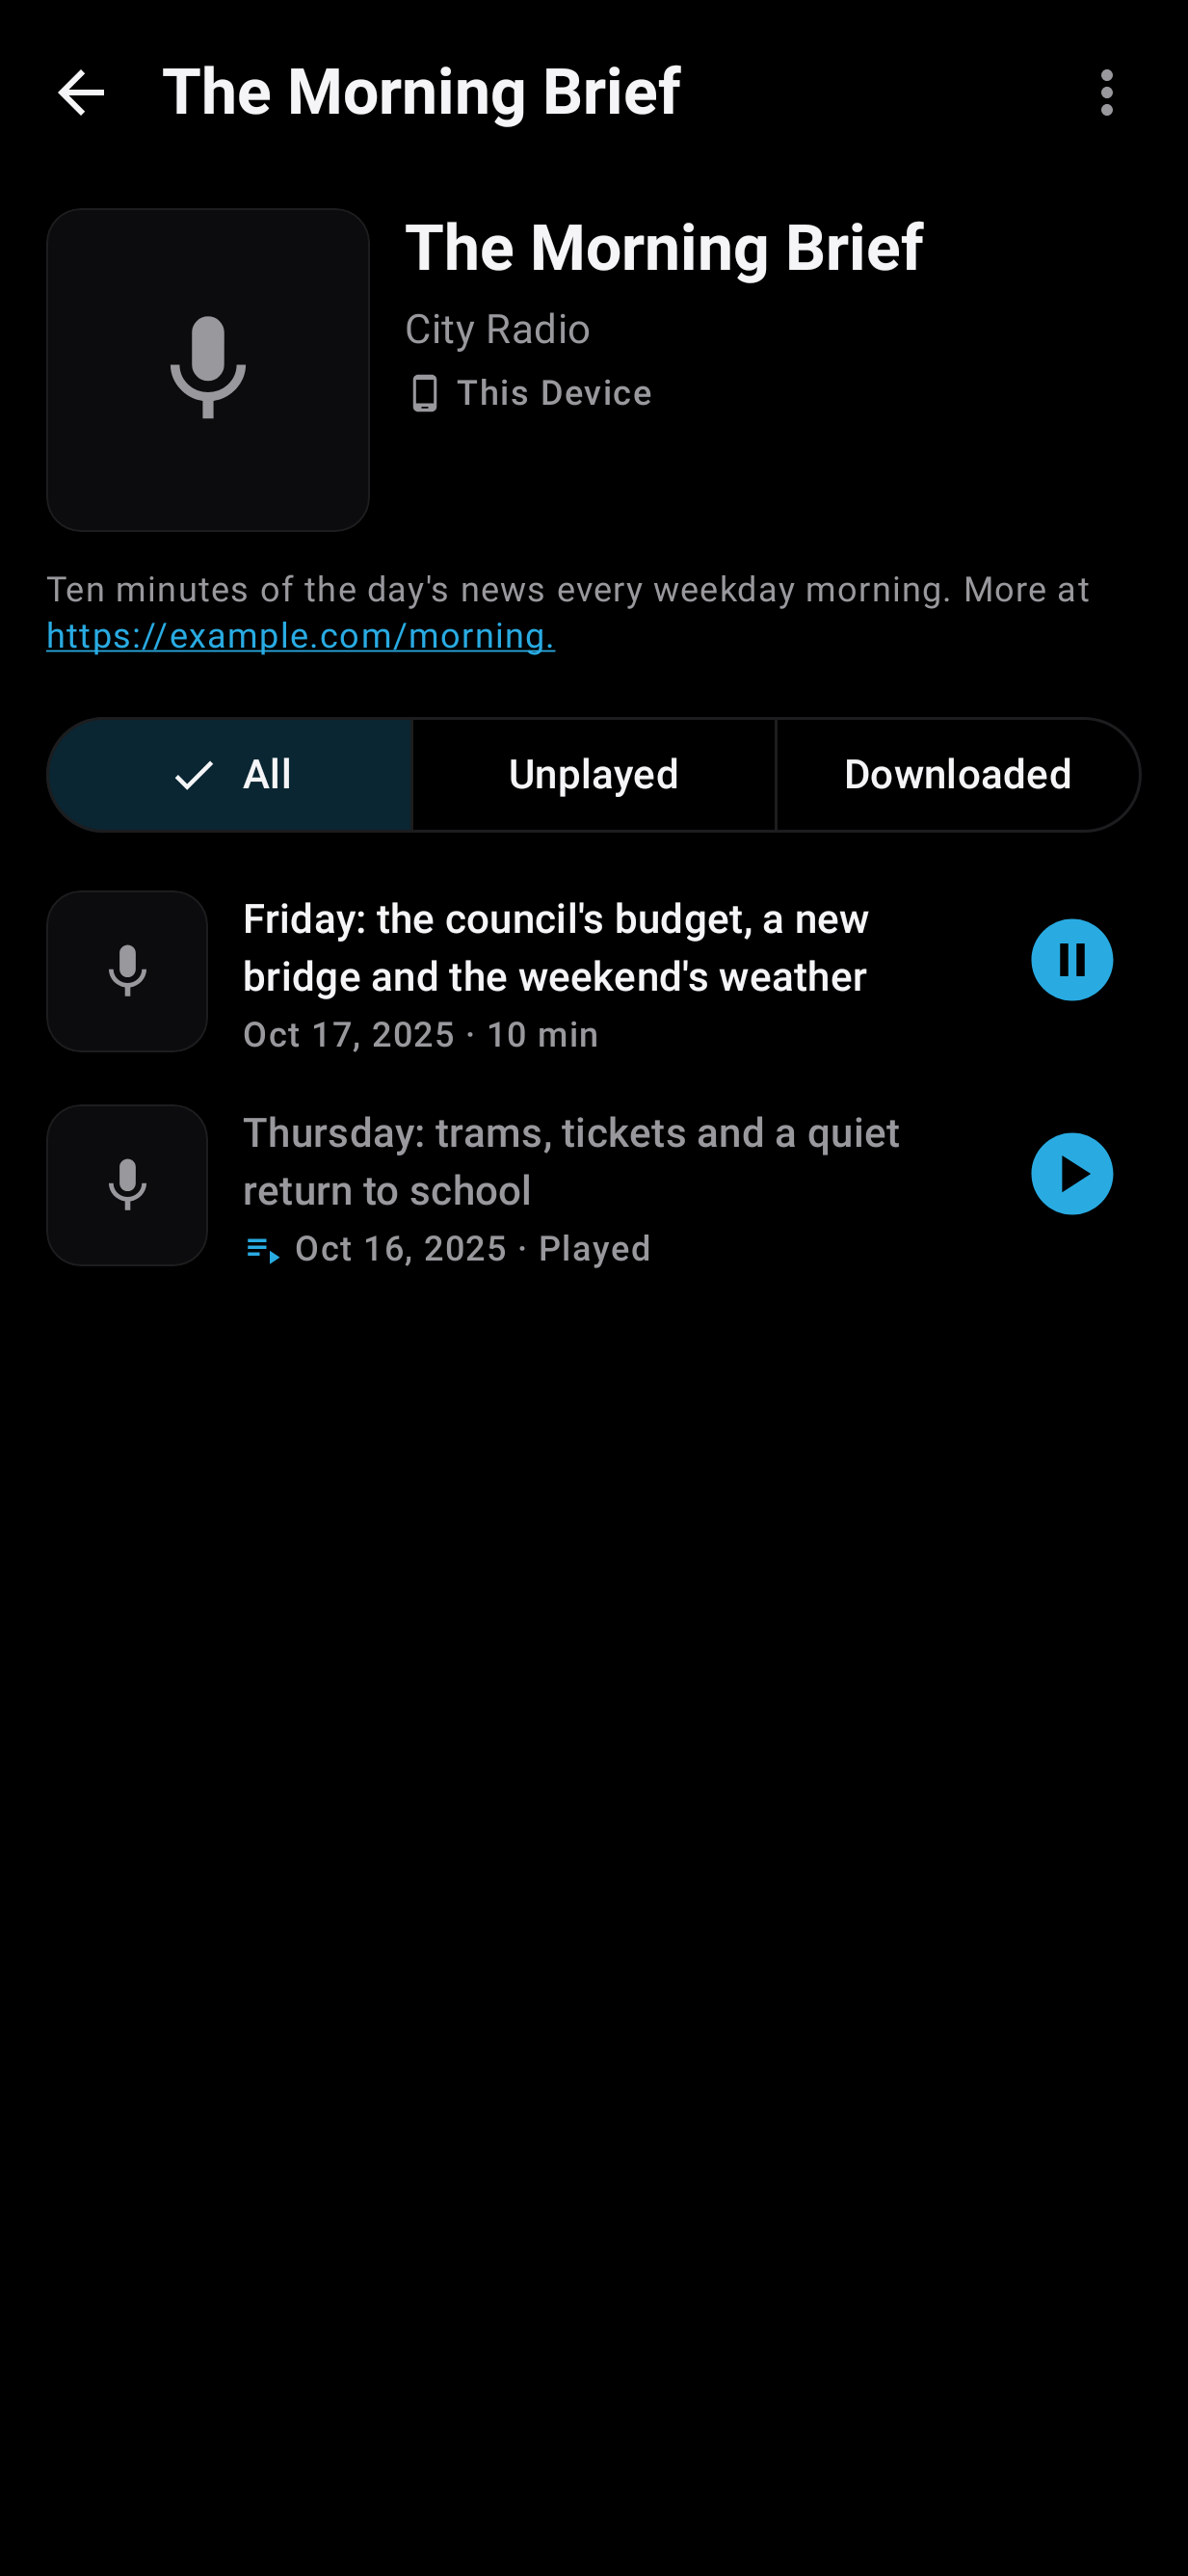 The Morning Brief
The Morning Brief
City Radio
This Device
Ten minutes of the day's news every weekday morning. More at
https://example.com/morning.
All
Unplayed
Downloaded
Friday: the council's budget, a new
bridge and the weekend's weather
Oct 17, 2025 · 10 min
Thursday: trams, tickets and a quiet
return to school
Oct 16, 2025 · Played